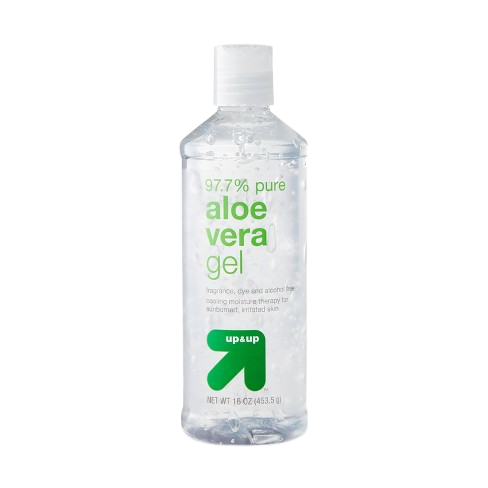 97.7% pure
aloe
vera
gel
fragrance, dye and alcohol free
cooling moisture therapy for
sunburned, irritated skin
up&up
NET WT 16 OZ (453.5 g)